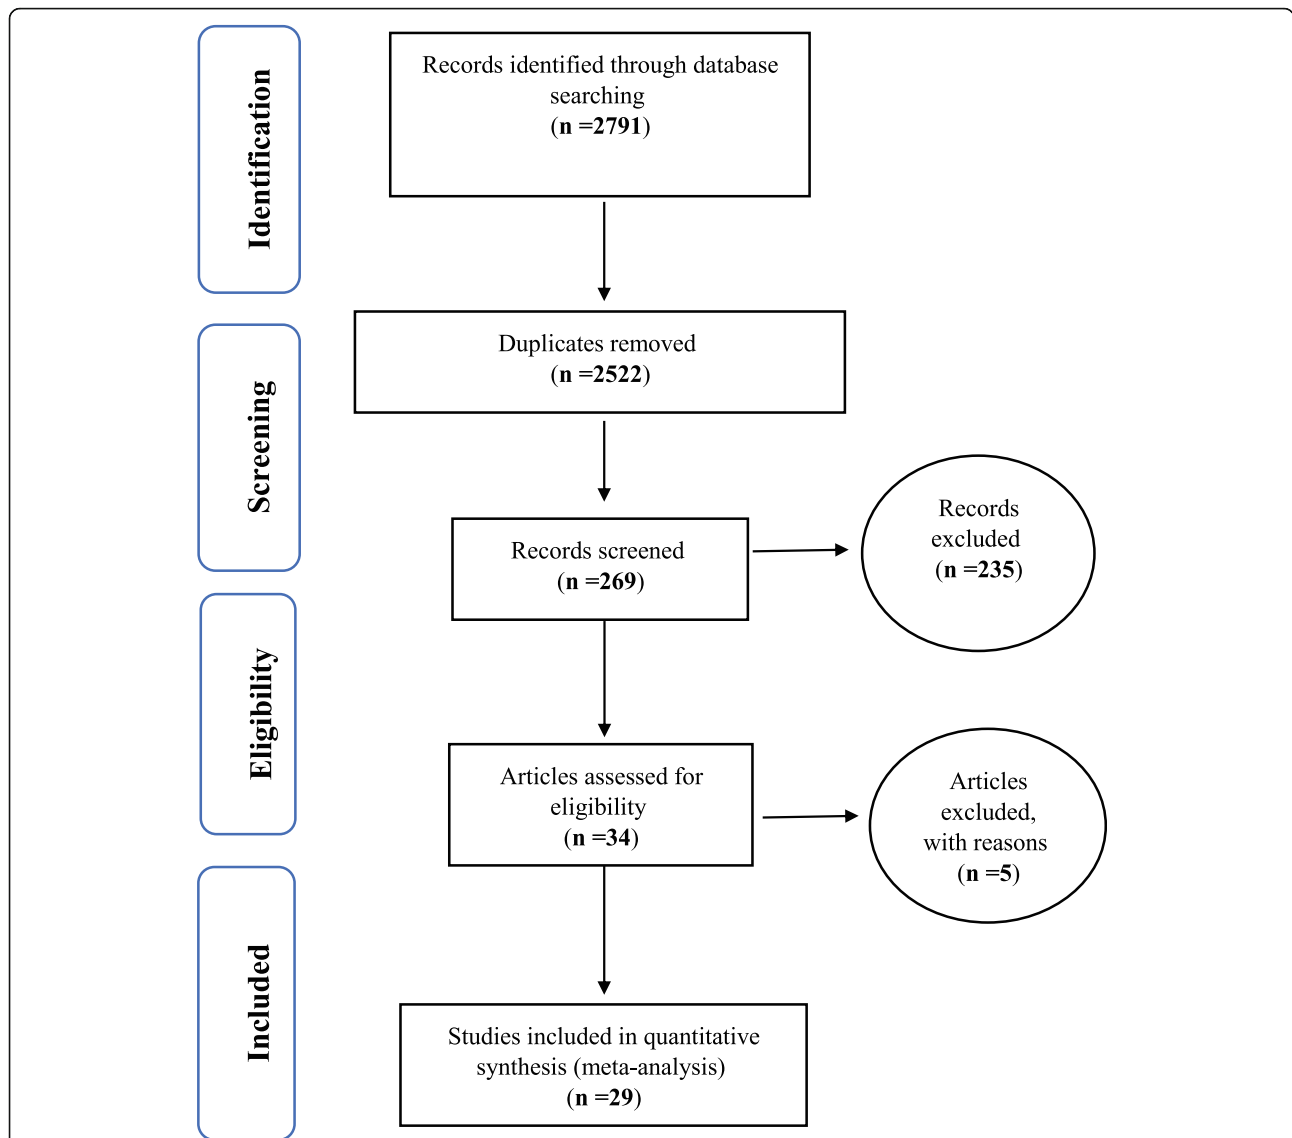 Identification
Records identified through database
searching
(n =2791)
Screening
Duplicates removed
(n =2522)
Records screened
(n =269)
Records
excluded
(n =235)
Eligibility
Articles assessed for
eligibility
(n =34)
Articles
excluded,
with reasons
(n =5)
Included
Studies included in quantitative
synthesis (meta-analysis)
(n =29)